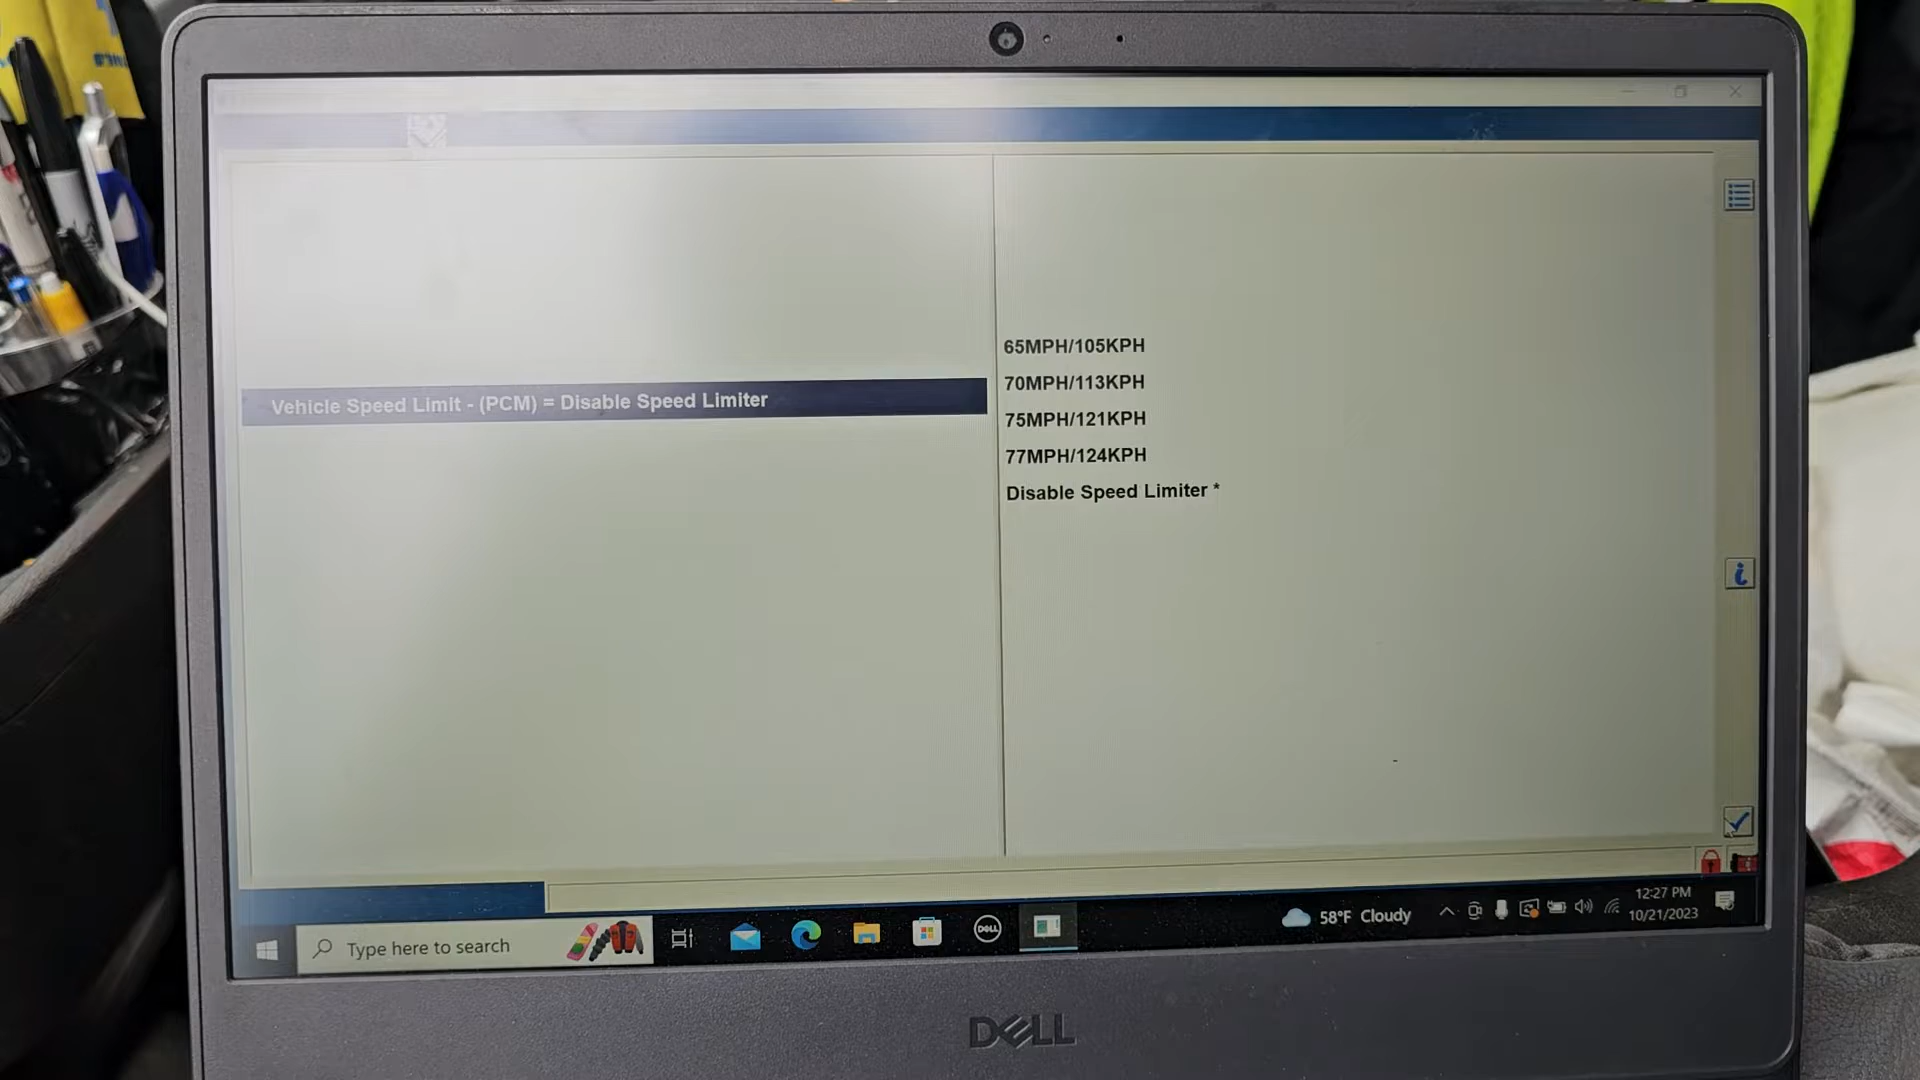 65MPH/105KPH
70MPH/113KPH
Vehicle Speed Limit - (PCM) = Disable Speed Limiter
75MPH/121KPH
77MPH/124KPH
Disable Speed Limiter *
12:27 PM
Type here to search
DELL
58°F Cloudy
10/21/2023
DELL